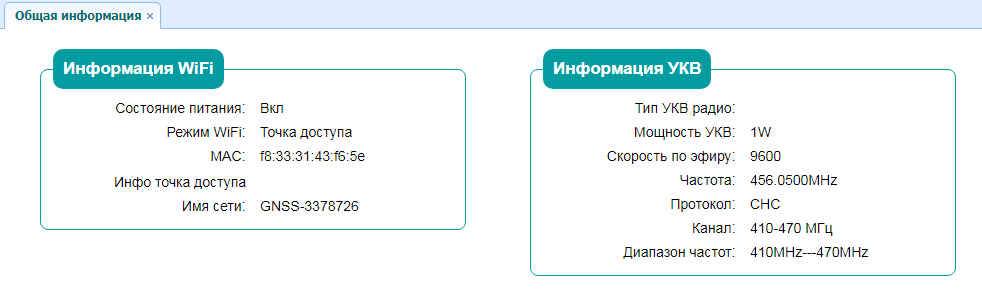 Общая информация ×
Информация WiFi
Состояние питания: Вкл
Режим WiFi: Точка доступа
MAC: f8:33:31:43:f6:5e
Инфо точка доступа
Имя сети: GNSS-3378726
Информация УКВ
Тип УКВ радио:
Мощность УКВ: 1W
Скорость по эфиру: 9600
Частота: 456.0500MHz
Протокол: CHC
Канал: 410-470 МГц
Диапазон частот: 410MHz---470MHz